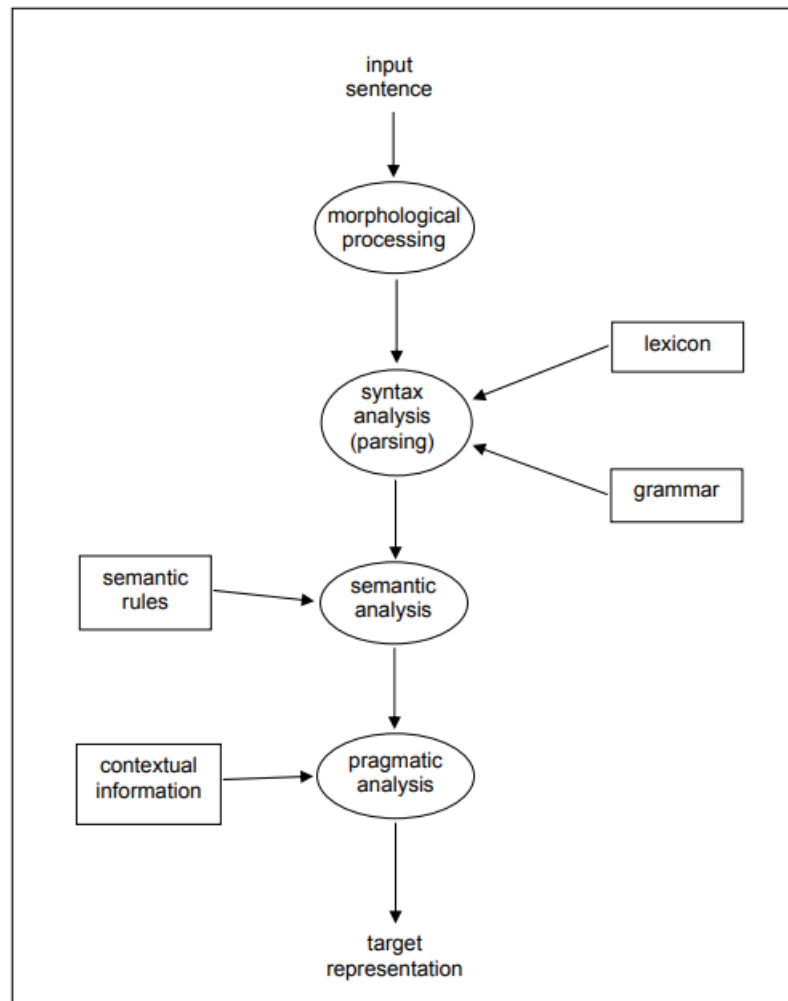 input
sentence
morphological
processing
lexicon
syntax
analysis
(parsing)
grammar
semantic
rules
semantic
analysis
contextual
information
pragmatic
analysis
target
representation